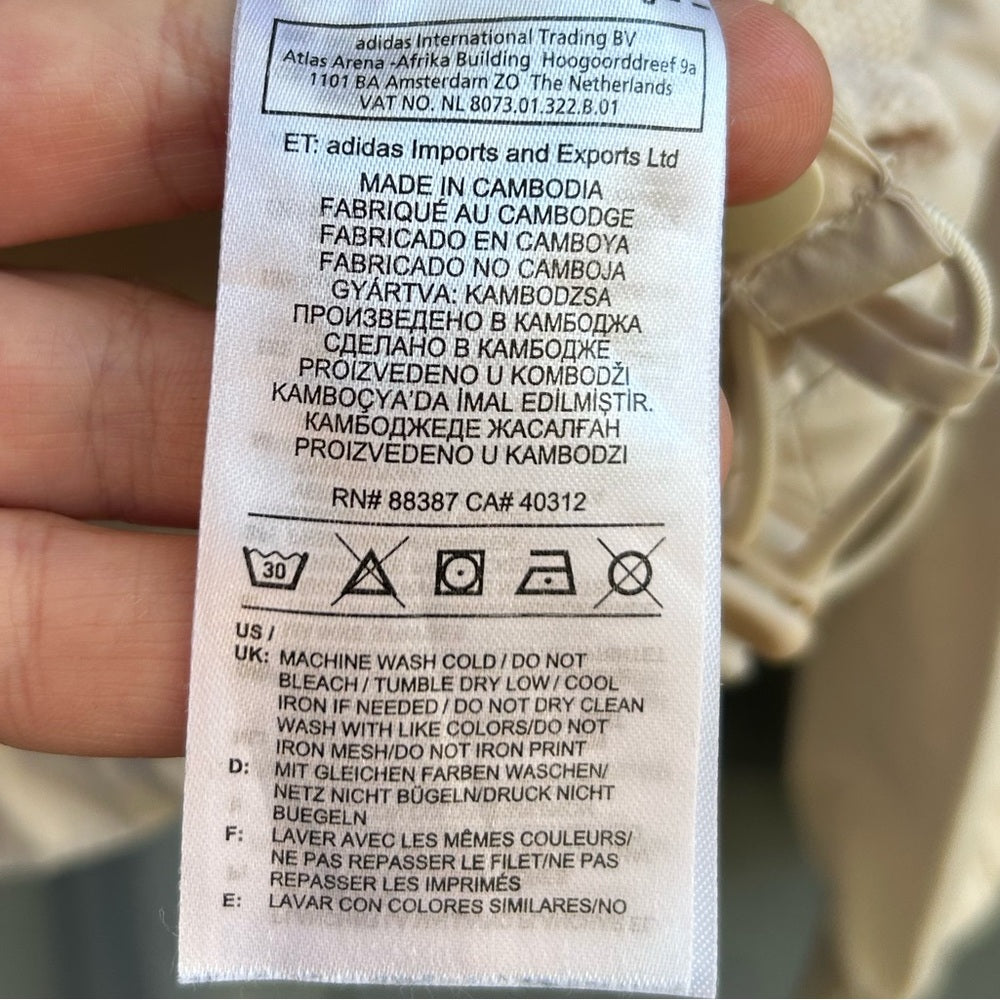 adidas International Trading BV
Atlas Arena -Afrika Building Hoogoorddreef 9a
1101 BA Amsterdam ZO The Netherlands
VAT NO. NL 8073.01.322.B.01
ET: adidas Imports and Exports Ltd
MADE IN CAMBODIA
FABRIQUÉ AU CAMBODGE
FABRICADO EN CAMBOYA
FABRICADO NO CAMBOJA
GYÁRTVA: KAMBODZSA
ПРОИЗВЕДЕНО В КАМБОДЖА
СДЕЛАНО В КАМБОДЖЕ
PROIZVEDENO U KOMBODŽI
KAMBOÇYA'DA İMAL EDİLMİŞTİR.
КАМБОДЖЕДЕ ЖАСАЛҒАН
PROIZVEDENO U KAMBODZI
RN# 88387 CA# 40312
30
US /
UK: MACHINE WASH COLD / DO NOT
BLEACH / TUMBLE DRY LOW / COOL
IRON IF NEEDED / DO NOT DRY CLEAN
WASH WITH LIKE COLORS/DO NOT
IRON MESH/DO NOT IRON PRINT
D: MIT GLEICHEN FARBEN WASCHEN/
NETZ NICHT BÜGELN/DRUCK NICHT
BUEGELN
F: LAVER AVEC LES MÊMES COULEURS/
NE PAS REPASSER LE FILET/NE PAS
REPASSER LES IMPRIMÉS
E: LAVAR CON COLORES SIMILARES/NO